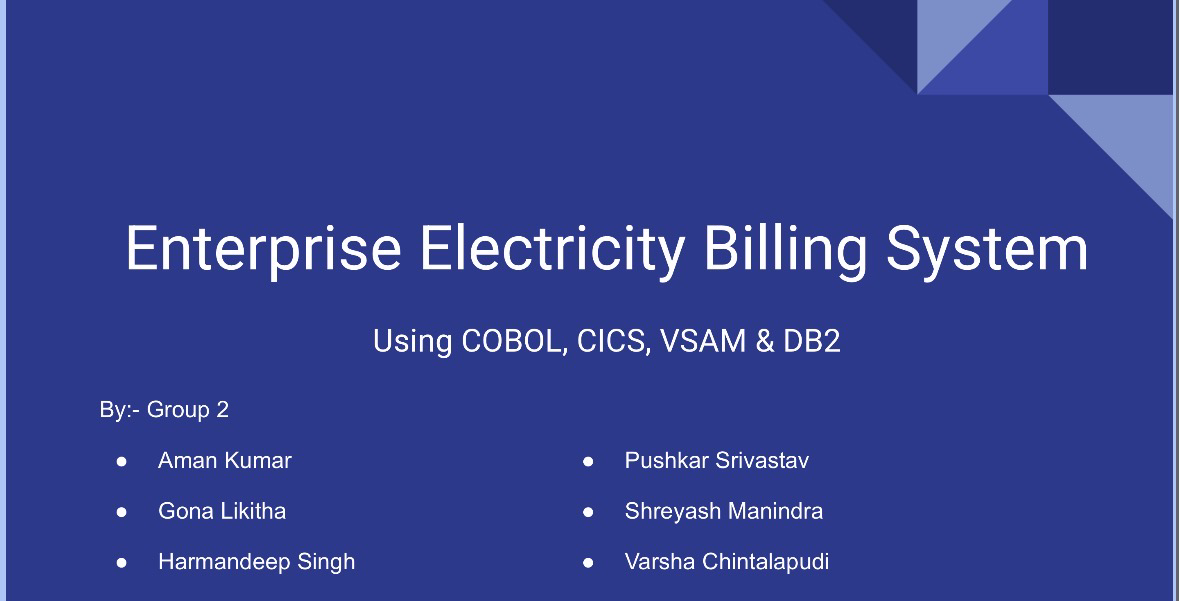 Enterprise Electricity Billing System
Using COBOL, CICS, VSAM & DB2
By:- Group 2
● Aman Kumar
● Gona Likitha
● Harmandeep Singh
● Pushkar Srivastav
● Shreyash Manindra
● Varsha Chintalapudi